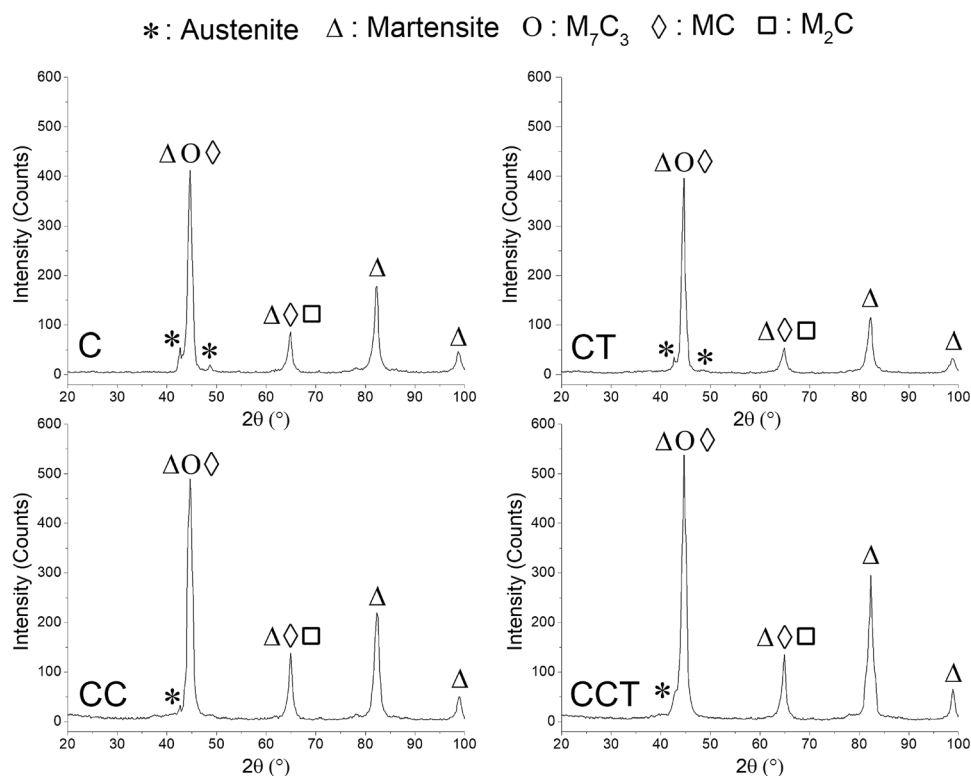 * : Austenite Δ : Martensite O : M₇C₃ ◊ : MC □ : M₂C
600
500
400
300
200
100
0
Intensity (Counts)
Δ O ◊
*
*
Δ ◊ □
Δ
Δ
C
20 30 40 50 60 70 80 90 100
2θ (°)
600
500
400
300
200
100
0
Intensity (Counts)
Δ O ◊
*
*
Δ ◊ □
Δ
Δ
CT
20 30 40 50 60 70 80 90 100
2θ (°)
600
500
400
300
200
100
0
Intensity (Counts)
Δ O ◊
*
Δ ◊ □
Δ
Δ
CC
20 30 40 50 60 70 80 90 100
2θ (°)
600
500
400
300
200
100
0
Intensity (Counts)
Δ O ◊
*
Δ ◊ □
Δ
Δ
CCT
20 30 40 50 60 70 80 90 100
2θ (°)